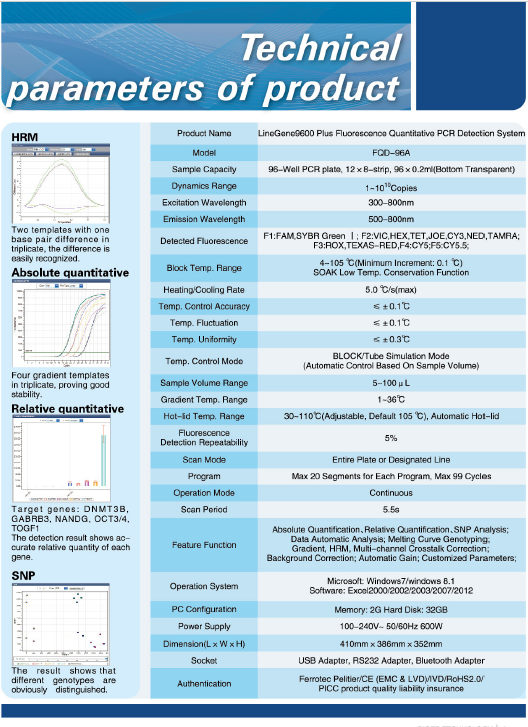 Technical
parameters of product
HRM
Two templates with one
base pair difference in
triplicate, the difference is
easily recognized.
Absolute quantitative
Four gradient templates
in triplicate, proving good
stability.
Relative quantitative
Target genes: DNMT3B,
GABRB3, NANDG, OCT3/4,
TOGF1
The detection result shows ac-
curate relative quantity of each
gene.
SNP
The result shows that
different genotypes are
obviously distinguished.
Product Name LineGene9600 Plus Fluorescence Quantitative PCR Detection System
Model FQD-96A
Sample Capacity 96-Well PCR plate, 12×8-strip, 96×0.2ml(Bottom Transparent)
Dynamics Range 1-10¹⁰Copies
Excitation Wavelength 300-800nm
Emission Wavelength 500-800nm
Detected Fluorescence F1:FAM,SYBR Green Ⅰ; F2:VIC,HEX,TET,JOE,CY3,NED,TAMRA;
F3:ROX,TEXAS-RED,F4:CY5;F5:CY5.5;
Block Temp. Range 4-105 ℃(Minimum Increment: 0.1 ℃)
SOAK Low Temp. Conservation Function
Heating/Cooling Rate 5.0 ℃/s(max)
Temp. Control Accuracy ≤ ±0.1℃
Temp. Fluctuation ≤ ±0.1℃
Temp. Uniformity ≤ ±0.3℃
Temp. Control Mode BLOCK/Tube Simulation Mode
(Automatic Control Based On Sample Volume)
Sample Volume Range 5-100 μL
Gradient Temp. Range 1-36℃
Hot-lid Temp. Range 30-110℃(Adjustable, Default 105 ℃), Automatic Hot-lid
Fluorescence
Detection Repeatability 5%
Scan Mode Entire Plate or Designated Line
Program Max 20 Segments for Each Program, Max 99 Cycles
Operation Mode Continuous
Scan Period 5.5s
Feature Function Absolute Quantification、Relative Quantification、SNP Analysis;
Data Automatic Analysis; Melting Curve Genotyping;
Gradient, HRM, Multi-channel Crosstalk Correction;
Background Correction; Automatic Gain; Customized Parameters;
Operation System Microsoft: Windows7/windows 8.1
Software: Excel2000/2002/2003/2007/2012
PC Configuration Memory: 2G Hard Disk: 32GB
Power Supply 100-240V~ 50/60Hz 600W
Dimension(L x W x H) 410mm x 386mm x 352mm
Socket USB Adapter, RS232 Adapter, Bluetooth Adapter
Authentication Ferrotec Pelitier/CE (EMC & LVD)/IVD/RoHS2.0/
PICC product quality liability insurance